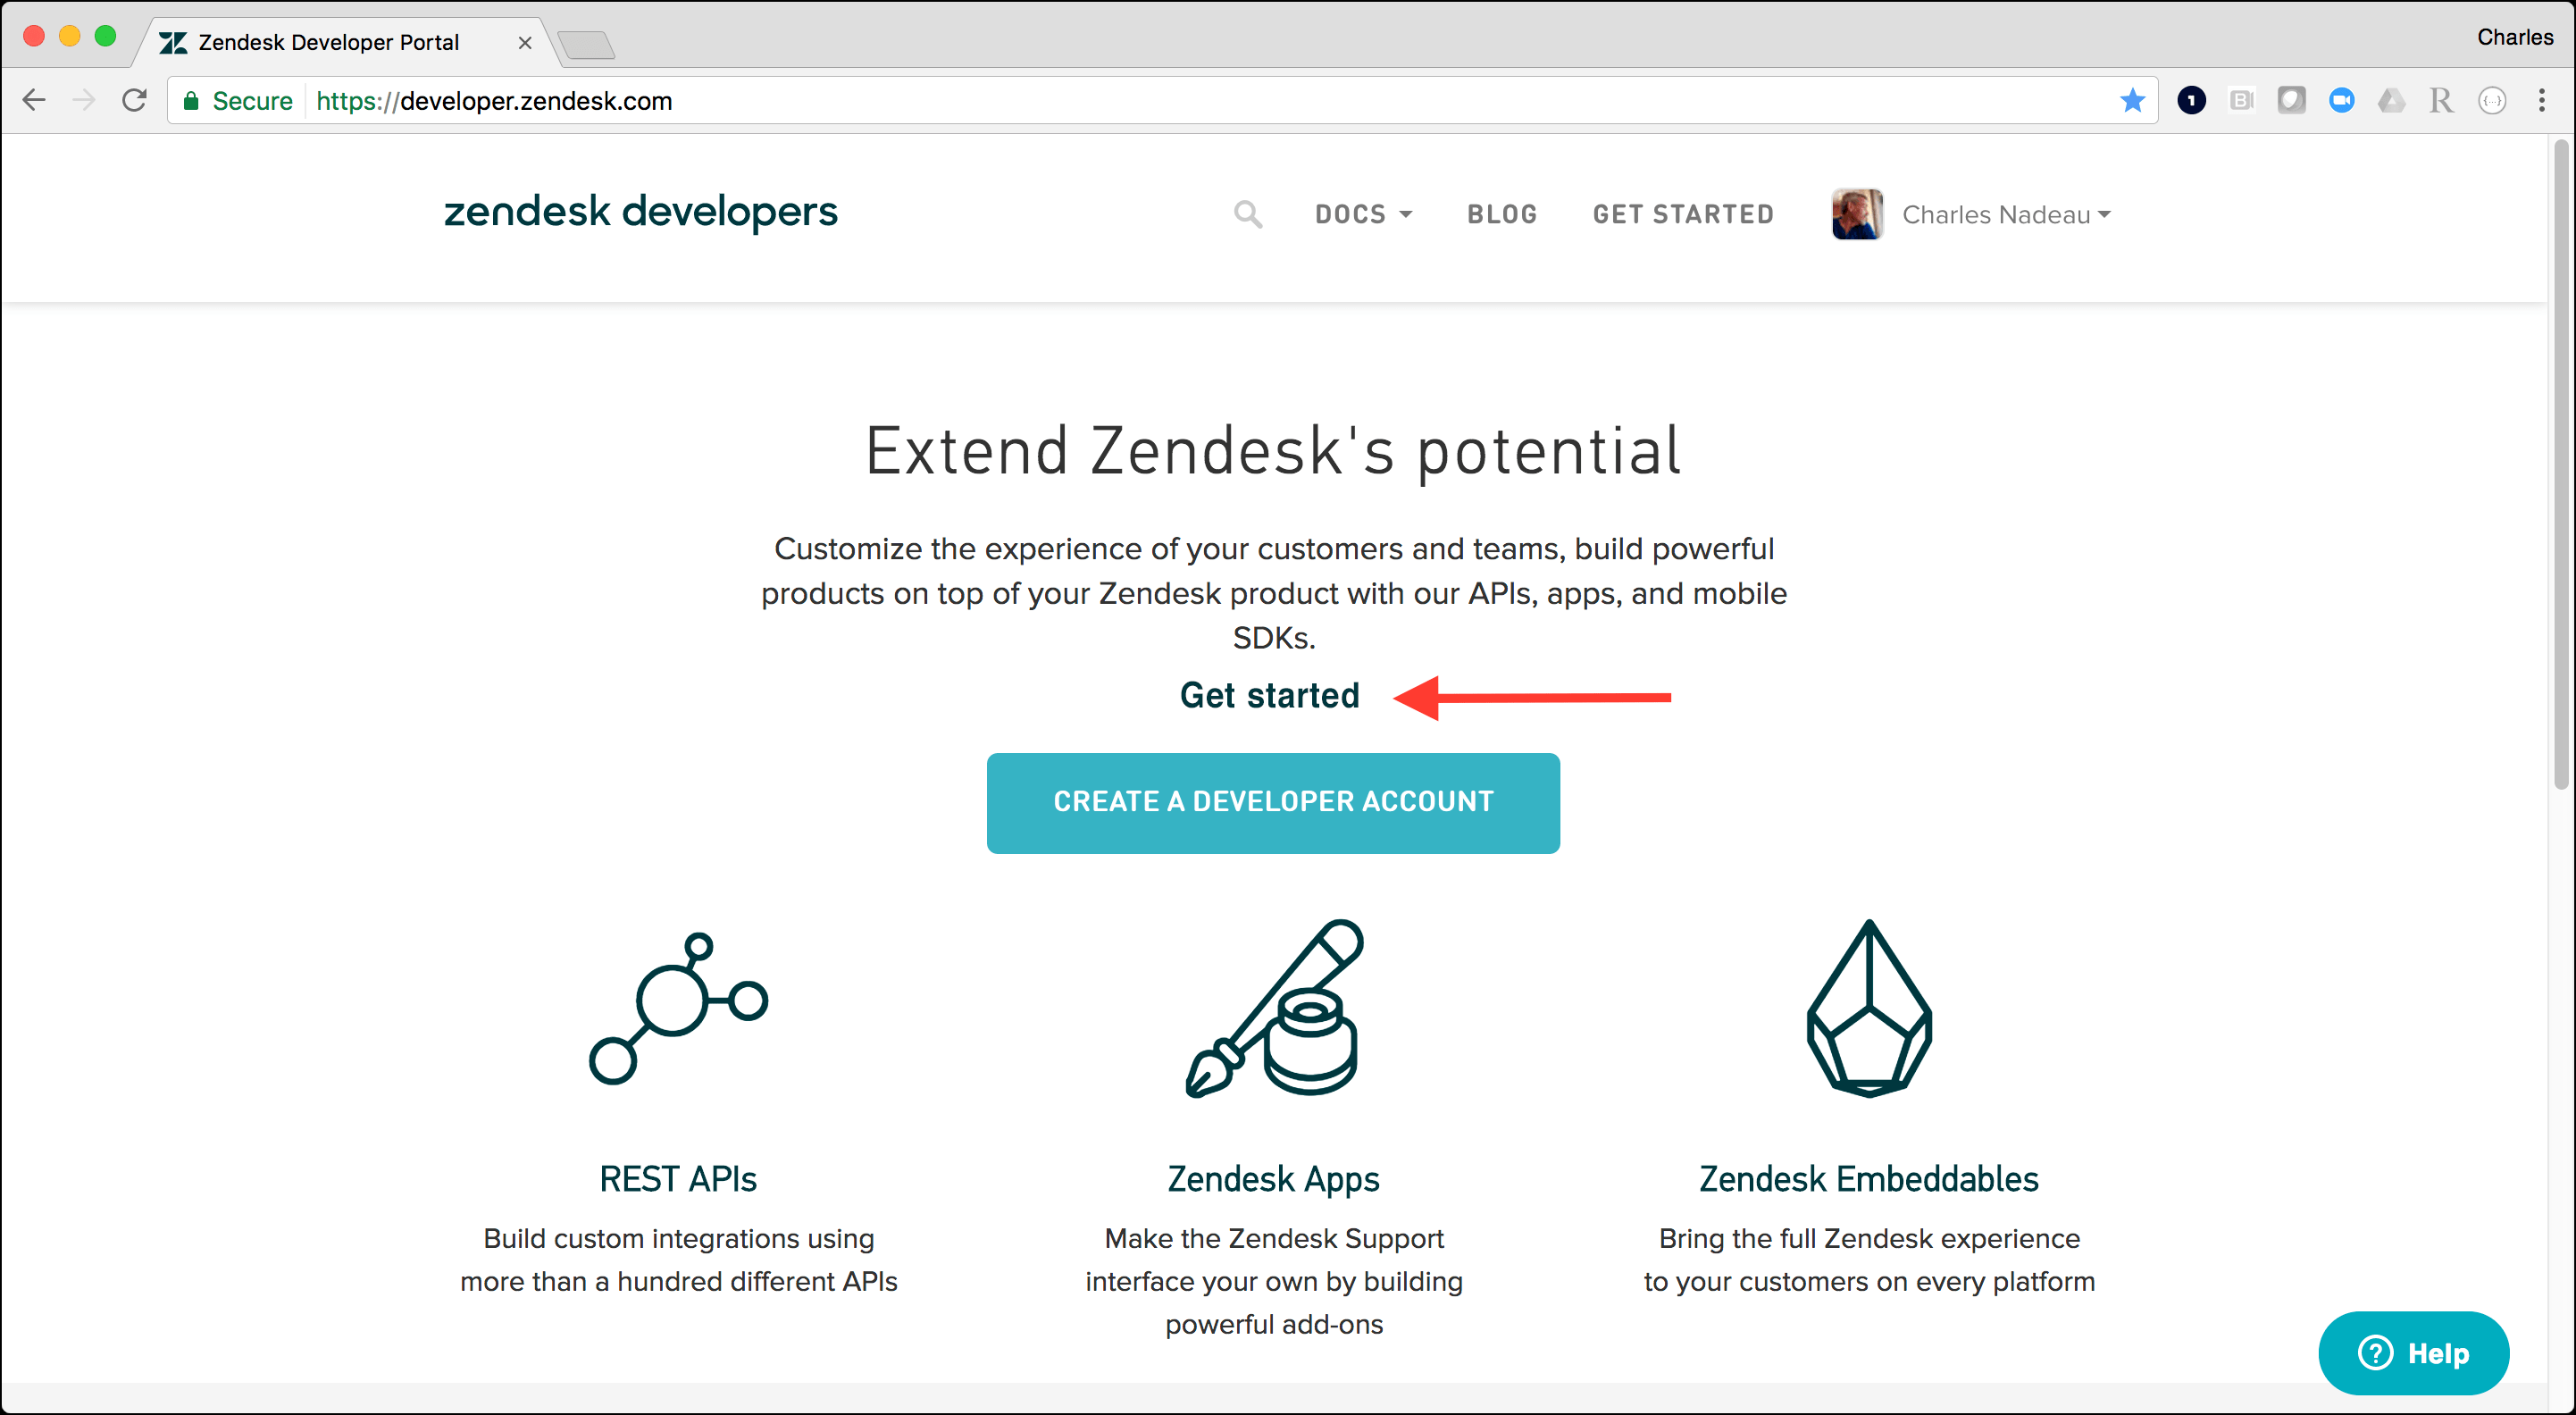 Zendesk Developer Portal
Charles
Secure https://developer.zendesk.com
zendesk developers
DOCS
BLOG
GET STARTED
Charles Nadeau
Extend Zendesk's potential
Customize the experience of your customers and teams, build powerful
products on top of your Zendesk product with our APIs, apps, and mobile
SDKs.
Get started
CREATE A DEVELOPER ACCOUNT
REST APIs
Build custom integrations using
more than a hundred different APIs
Zendesk Apps
Make the Zendesk Support
interface your own by building
powerful add-ons
Zendesk Embeddables
Bring the full Zendesk experience
to your customers on every platform
Help